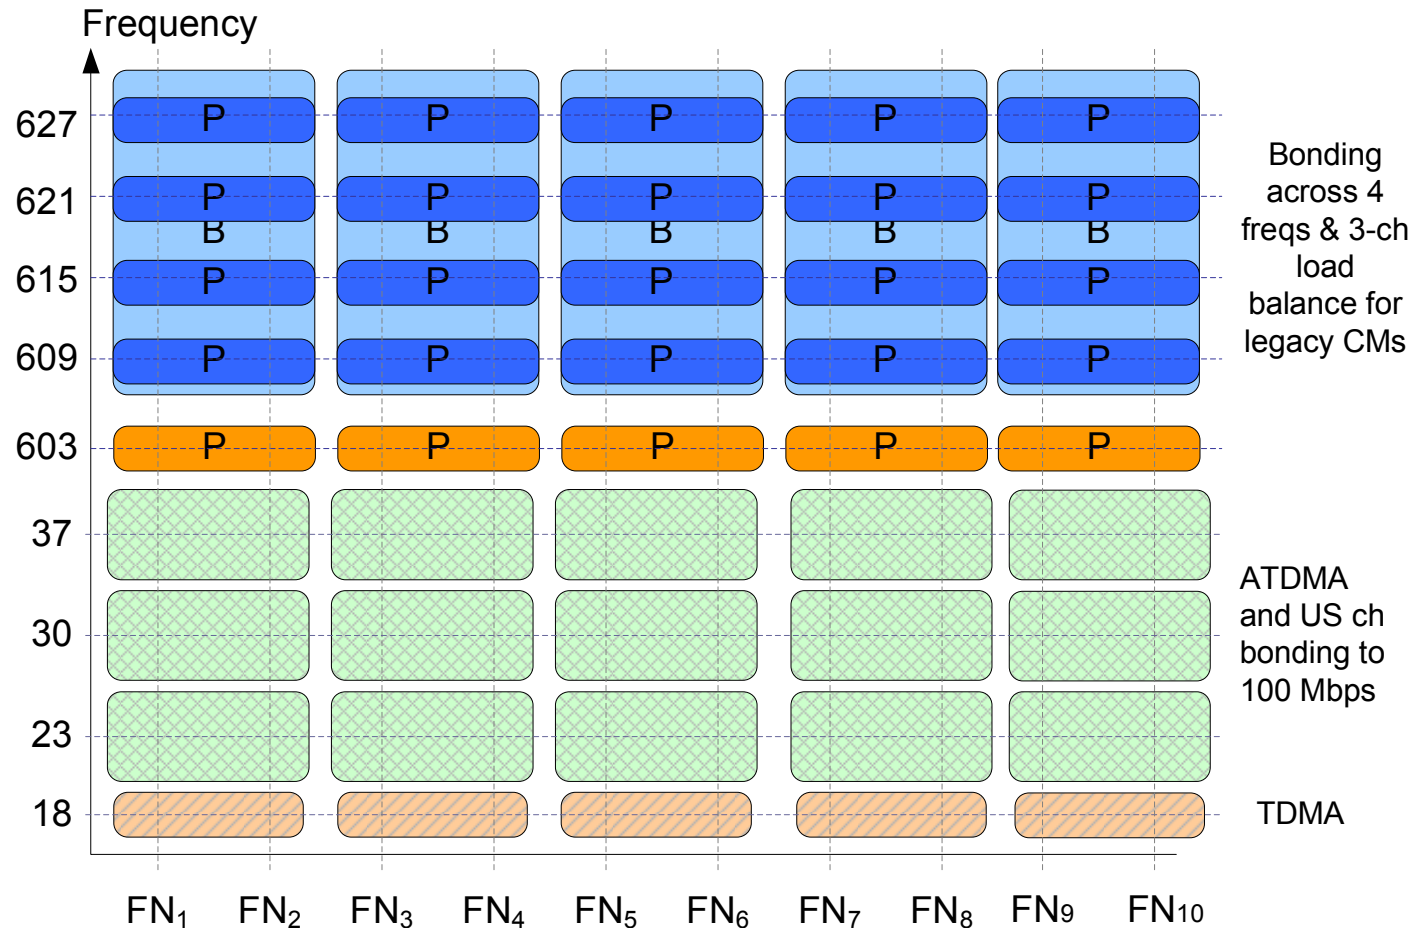 Frequency
627 P P P P P
621 P P P P P
B B B B B
615 P P P P P
609 P P P P P
Bonding
across 4
freqs & 3-ch
load
balance for
legacy CMs
603 P P P P P
37
30
23
ATDMA
and US ch
bonding to
100 Mbps
18
TDMA
FN1 FN2 FN3 FN4 FN5 FN6 FN7 FN8 FN9 FN10